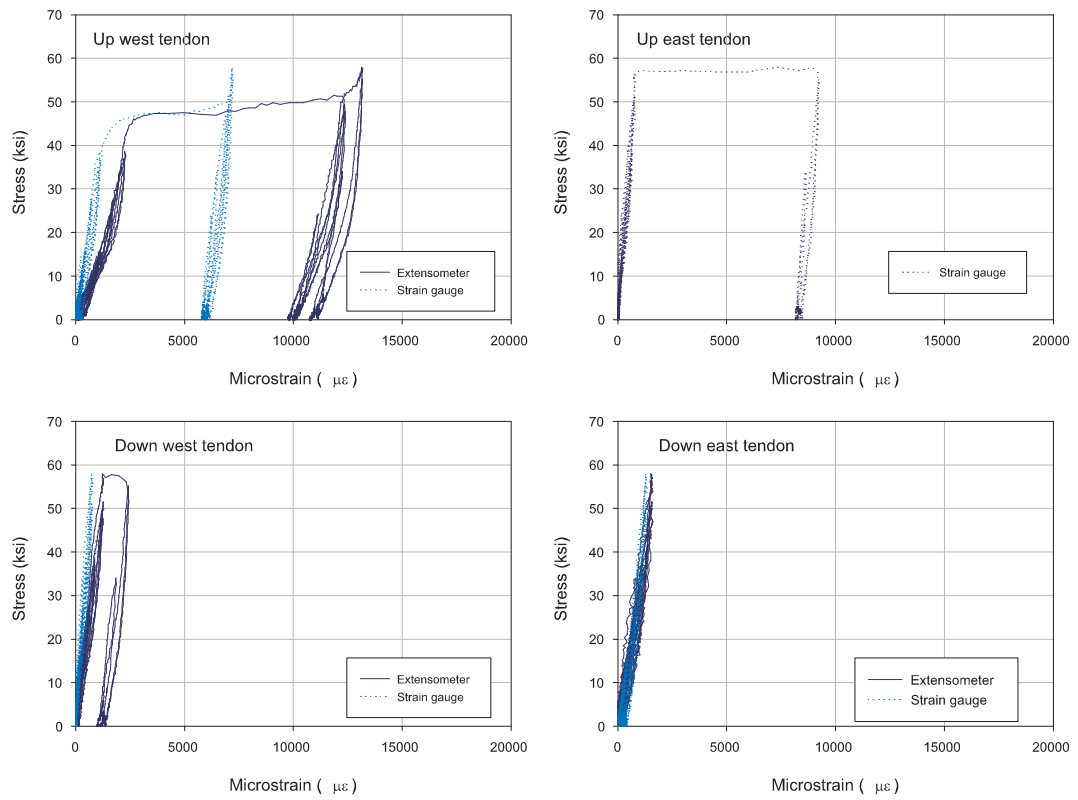 Up west tendon
Stress (ksi)
70
60
50
40
30
20
10
0
Extensometer
Strain gauge
0 5000 10000 15000 20000
Microstrain ( με )
Up east tendon
Stress (ksi)
70
60
50
40
30
20
10
0
Strain gauge
0 5000 10000 15000 20000
Microstrain ( με )
Down west tendon
Stress (ksi)
70
60
50
40
30
20
10
0
Extensometer
Strain gauge
0 5000 10000 15000 20000
Microstrain ( με )
Down east tendon
Stress (ksi)
70
60
50
40
30
20
10
0
Extensometer
Strain gauge
0 5000 10000 15000 20000
Microstrain ( με )